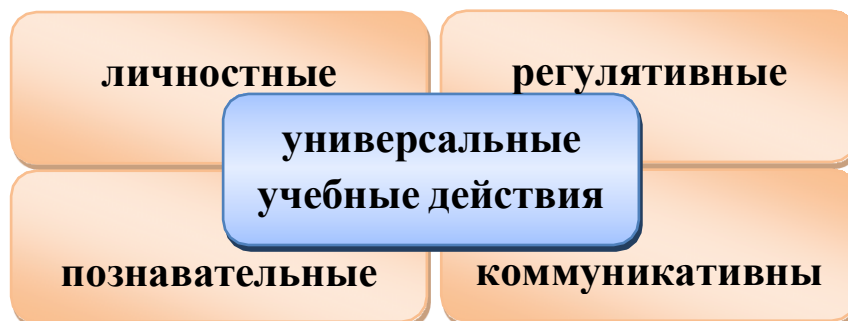 личностные
регулятивные
универсальные
учебные действия
познавательные
коммуникативны